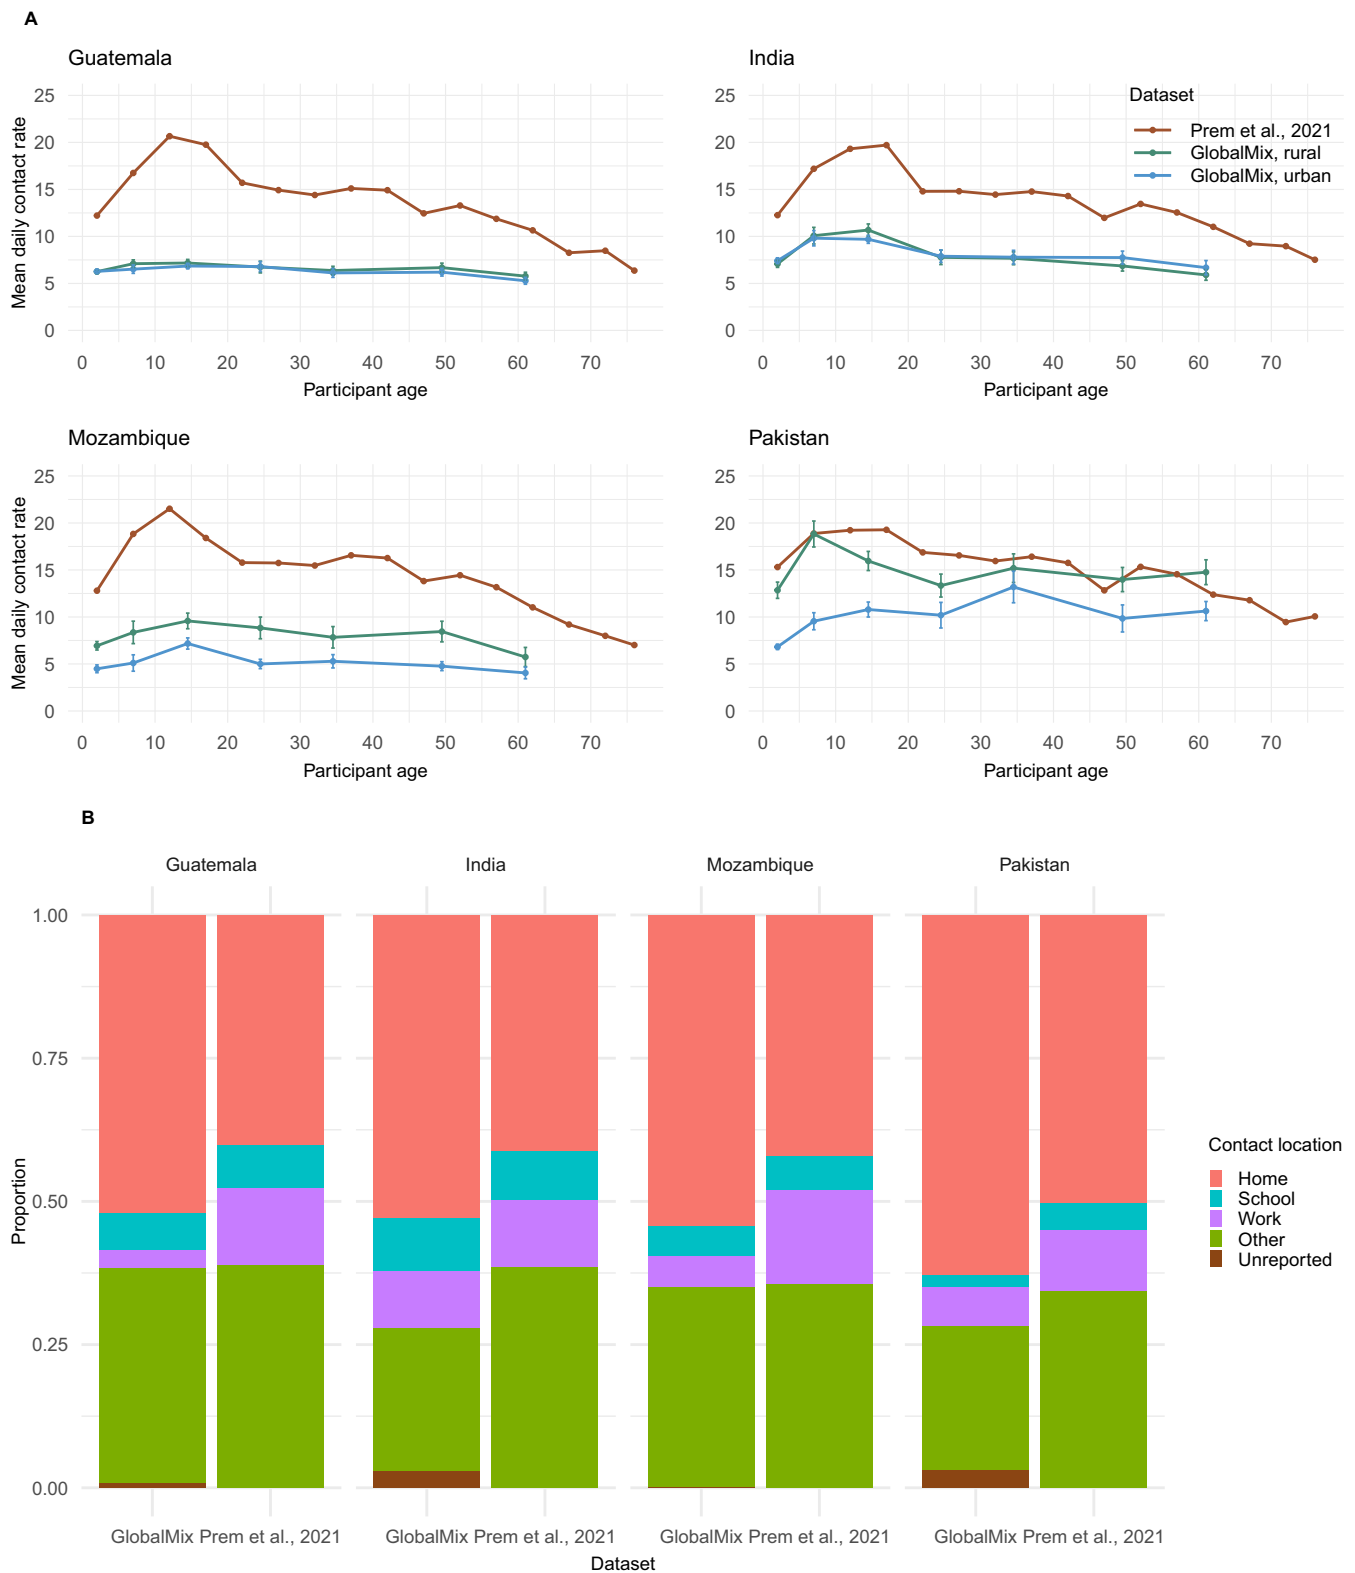 A
Guatemala
India
25
20
15
10
5
0
Mean daily contact rate
0 10 20 30 40 50 60 70
Participant age
25
20
15
10
5
0
0 10 20 30 40 50 60 70
Participant age
Dataset
Prem et al., 2021
GlobalMix, rural
GlobalMix, urban
Mozambique
Pakistan
25
20
15
10
5
0
Mean daily contact rate
0 10 20 30 40 50 60 70
Participant age
25
20
15
10
5
0
0 10 20 30 40 50 60 70
Participant age
B
Guatemala
India
Mozambique
Pakistan
1.00
0.75
0.50
0.25
0.00
Proportion
GlobalMix Prem et al., 2021
GlobalMix Prem et al., 2021
GlobalMix Prem et al., 2021
GlobalMix Prem et al., 2021
Dataset
Contact location
Home
School
Work
Other
Unreported